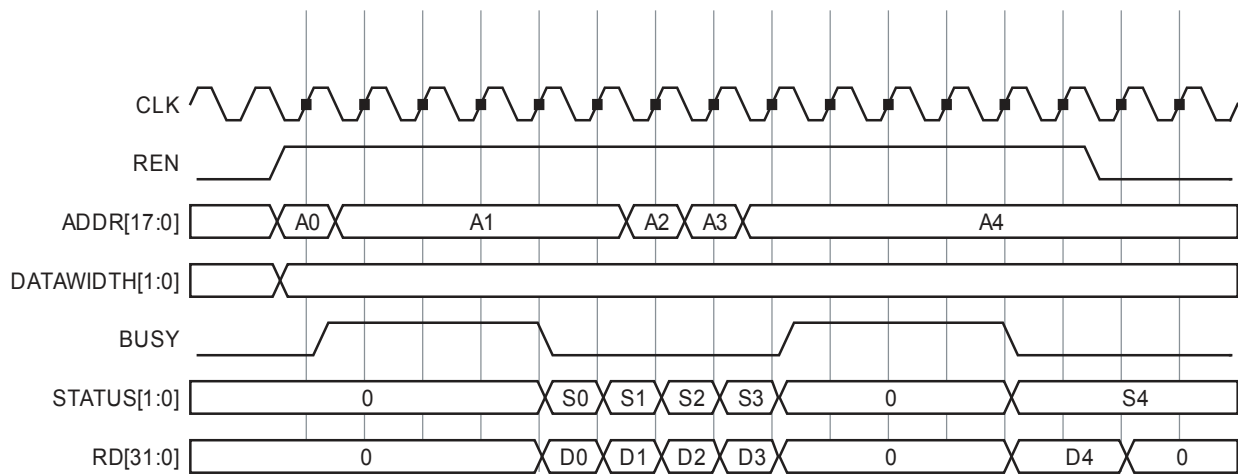 CLK
REN
ADDR[17:0] A0 A1 A2 A3 A4
DATAWIDTH[1:0]
BUSY
STATUS[1:0] 0 S0 S1 S2 S3 0 S4
RD[31:0] 0 D0 D1 D2 D3 0 D4 0